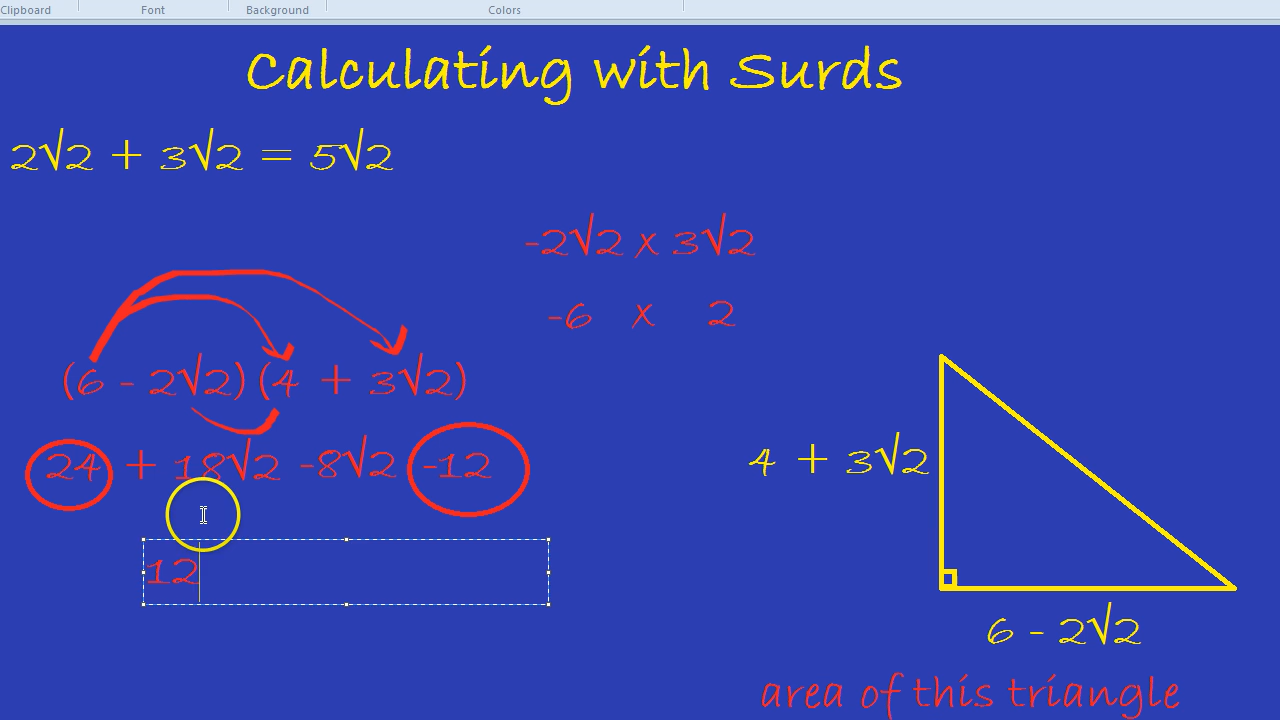 Clipboard Font Background Colors
Calculating with Surds
2√2 + 3√2 = 5√2
-2√2 x 3√2
-6 x 2
(6 - 2√2)(4 + 3√2)
24 + 18√2 -8√2 -12
12
4 + 3√2
6 - 2√2
area of this triangle